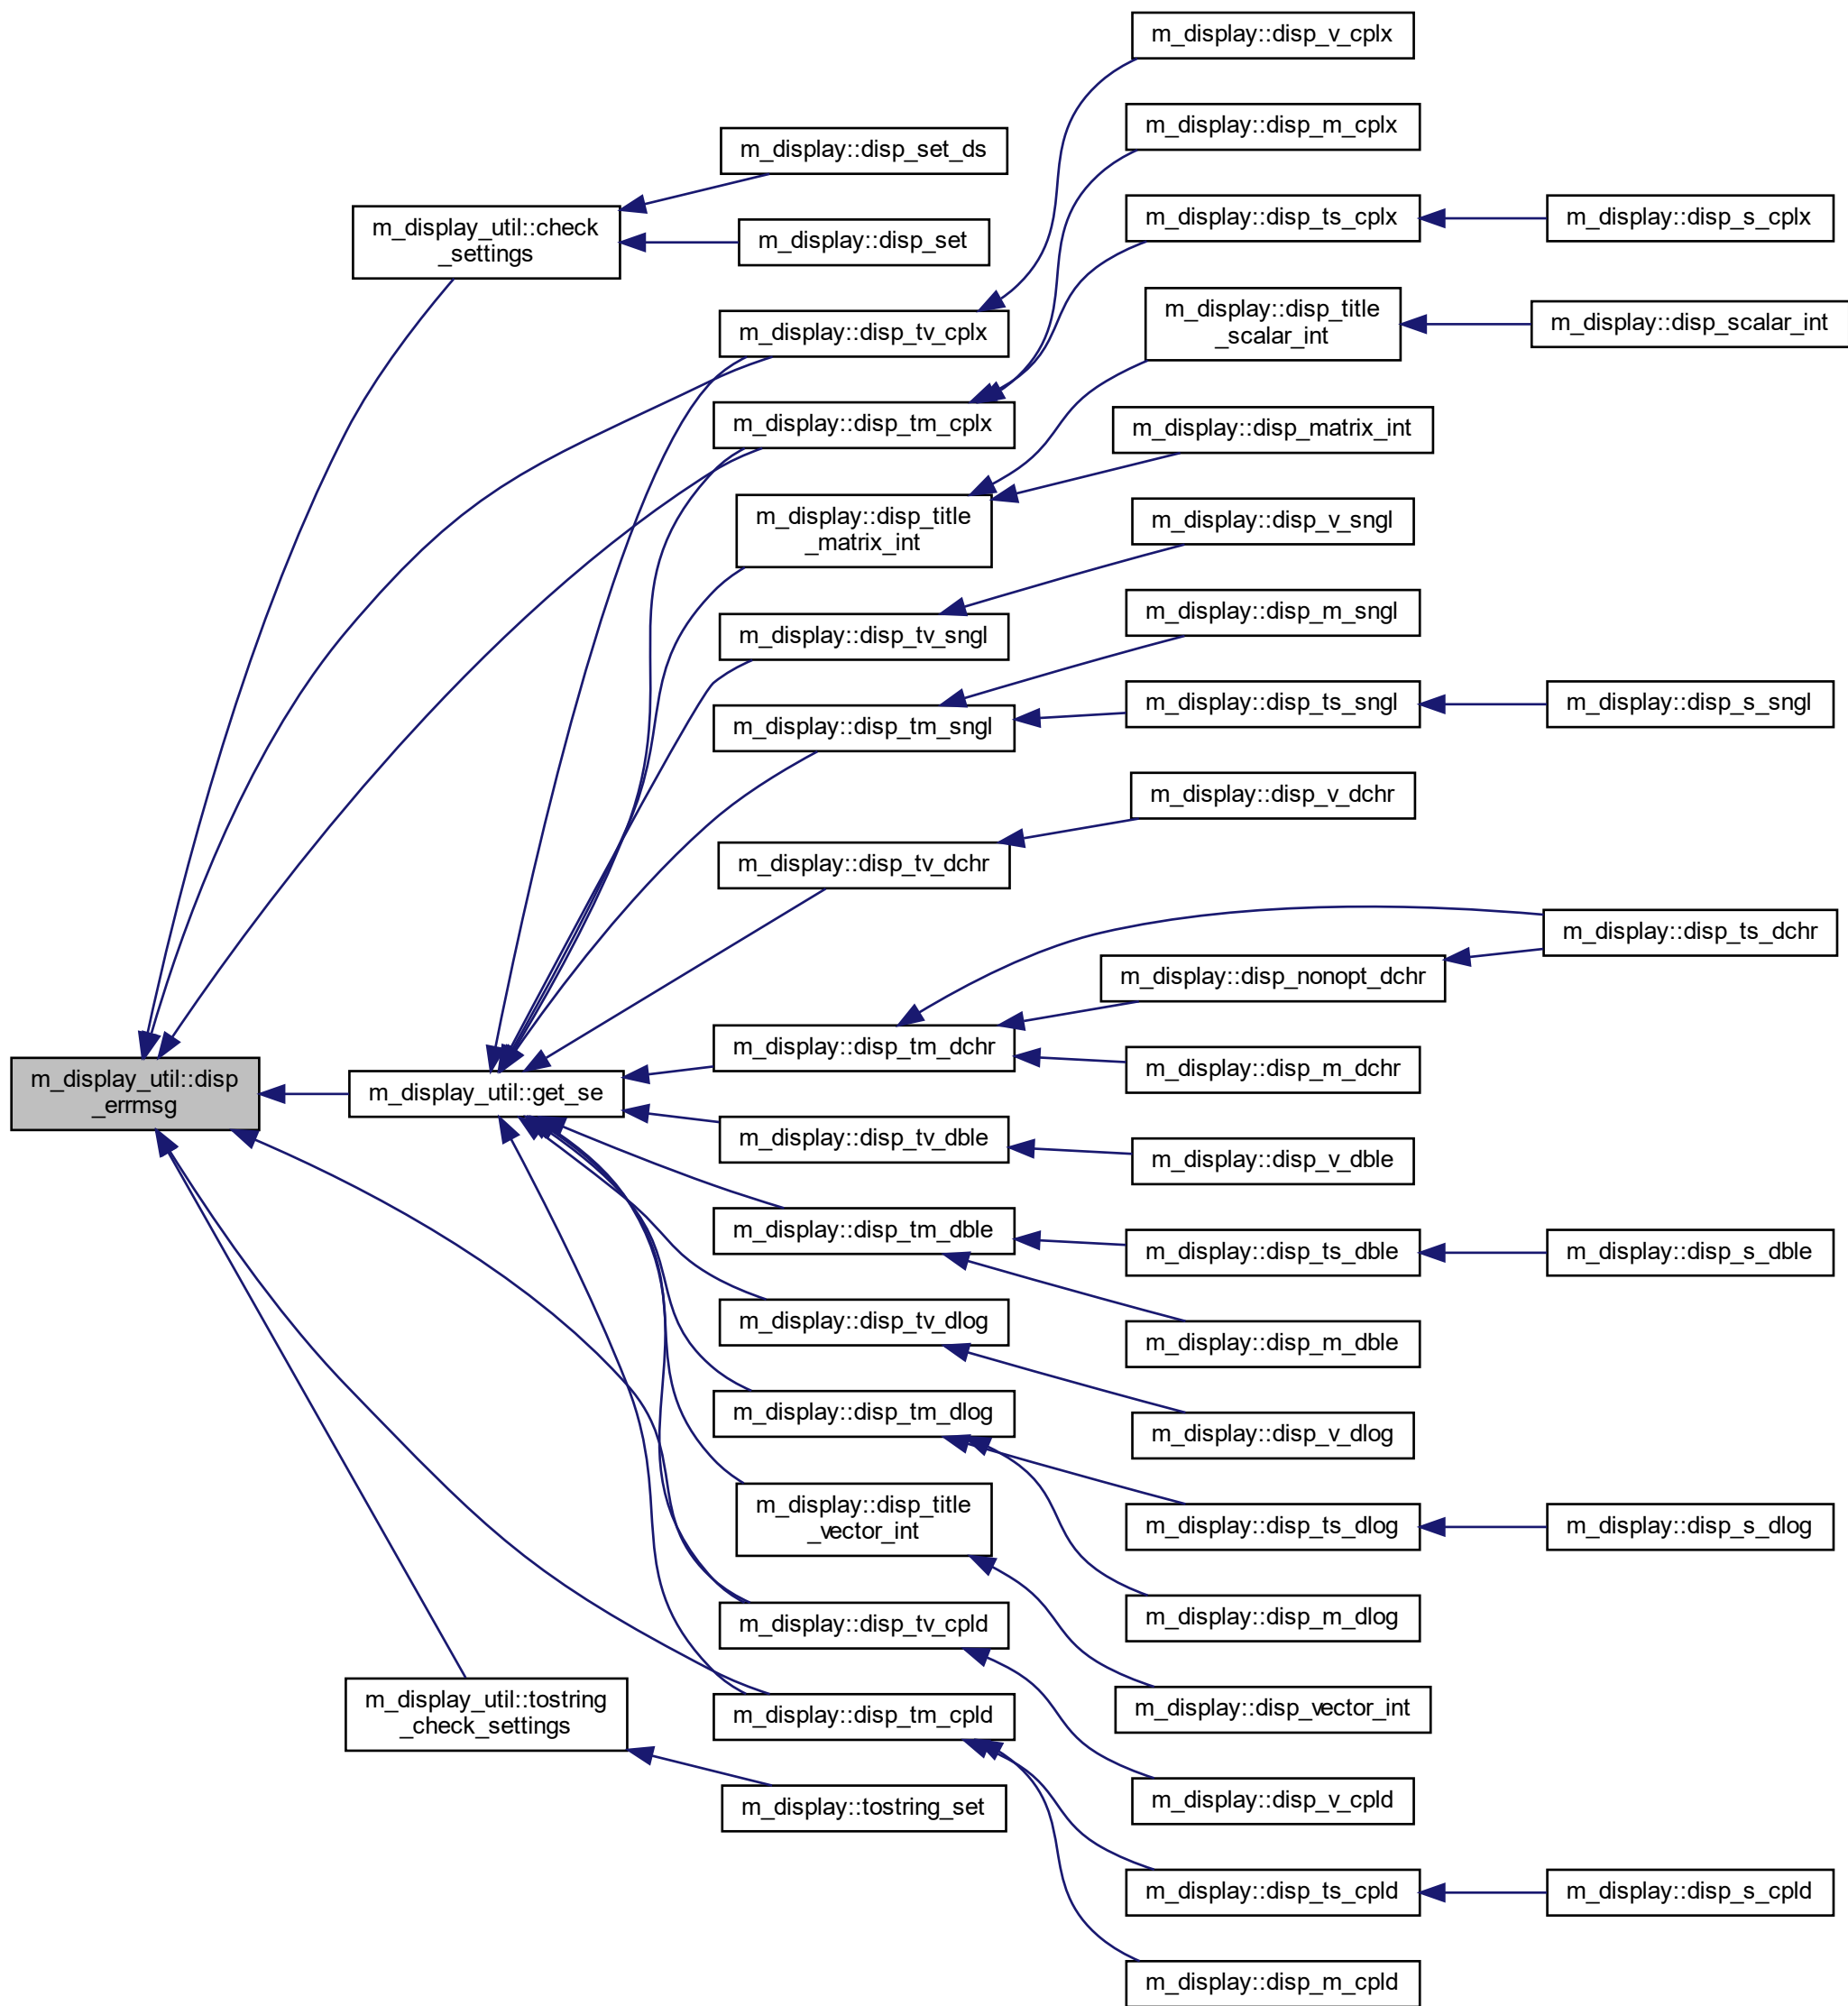 m_display_util::disp
_errmsg
m_display_util::check
_settings
m_display::disp_set_ds
m_display::disp_set
m_display_util::get_se
m_display::disp_tv_cplx
m_display::disp_v_cplx
m_display::disp_tm_cplx
m_display::disp_m_cplx
m_display::disp_ts_cplx
m_display::disp_s_cplx
m_display::disp_title
_matrix_int
m_display::disp_title
_scalar_int
m_display::disp_scalar_int
m_display::disp_matrix_int
m_display::disp_tv_sngl
m_display::disp_v_sngl
m_display::disp_tm_sngl
m_display::disp_m_sngl
m_display::disp_ts_sngl
m_display::disp_s_sngl
m_display::disp_tv_dchr
m_display::disp_v_dchr
m_display::disp_tm_dchr
m_display::disp_ts_dchr
m_display::disp_nonopt_dchr
m_display::disp_m_dchr
m_display::disp_tv_dble
m_display::disp_v_dble
m_display::disp_tm_dble
m_display::disp_ts_dble
m_display::disp_s_dble
m_display::disp_m_dble
m_display::disp_tv_dlog
m_display::disp_v_dlog
m_display::disp_tm_dlog
m_display::disp_ts_dlog
m_display::disp_s_dlog
m_display::disp_m_dlog
m_display::disp_title
_vector_int
m_display::disp_vector_int
m_display::disp_tv_cpld
m_display::disp_v_cpld
m_display::disp_tm_cpld
m_display::disp_ts_cpld
m_display::disp_s_cpld
m_display::disp_m_cpld
m_display_util::tostring
_check_settings
m_display::tostring_set